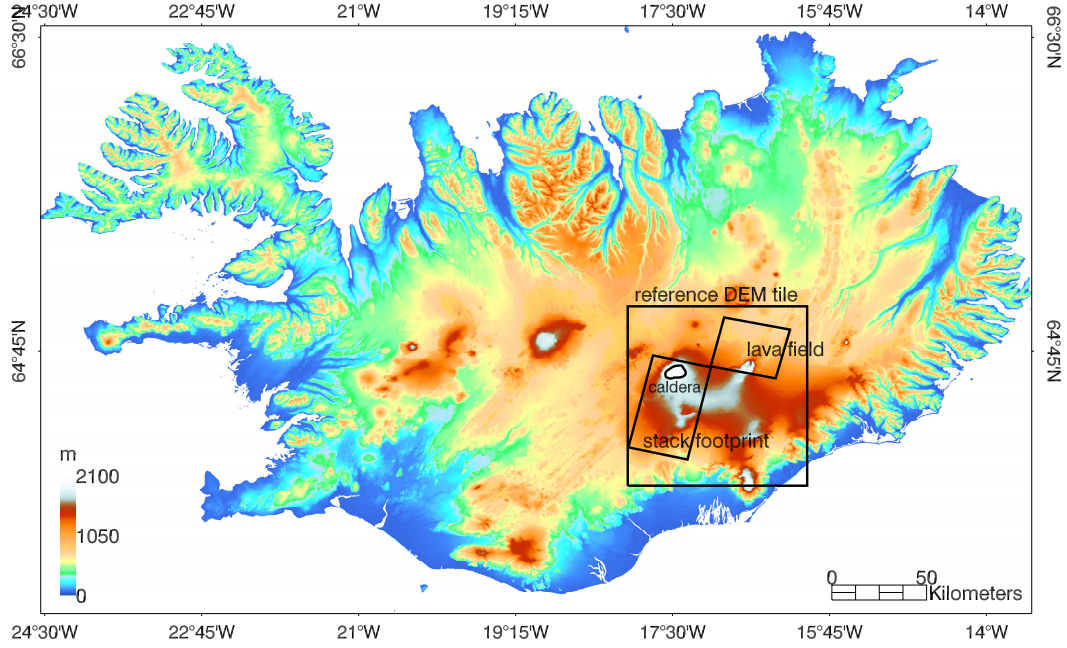 24°30'W 22°45'W 21°W 19°15'W 17°30'W 15°45'W 14°W
66°30'N 66°30'N
reference DEM tile
64°45'N lava field 64°45'N
caldera
stack footprint
m
2100
1050
0
0 50
Kilometers
24°30'W 22°45'W 21°W 19°15'W 17°30'W 15°45'W 14°W